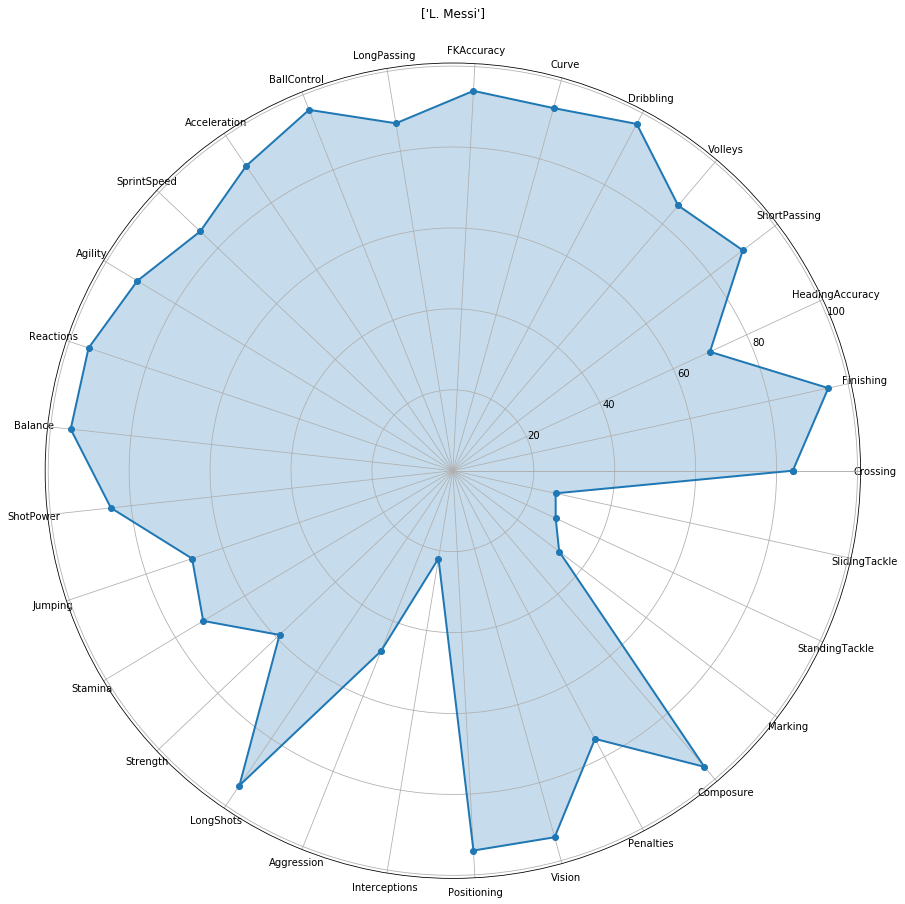 ['L. Messi']
FKAccuracy
LongPassing
Curve
BallControl
Dribbling
Acceleration
Volleys
SprintSpeed
ShortPassing
Agility
HeadingAccuracy
100
Reactions
80
60
Finishing
40
Balance
20
Crossing
ShotPower
SlidingTackle
Jumping
StandingTackle
Stamina
Marking
Strength
Composure
LongShots
Penalties
Aggression
Vision
Interceptions
Positioning